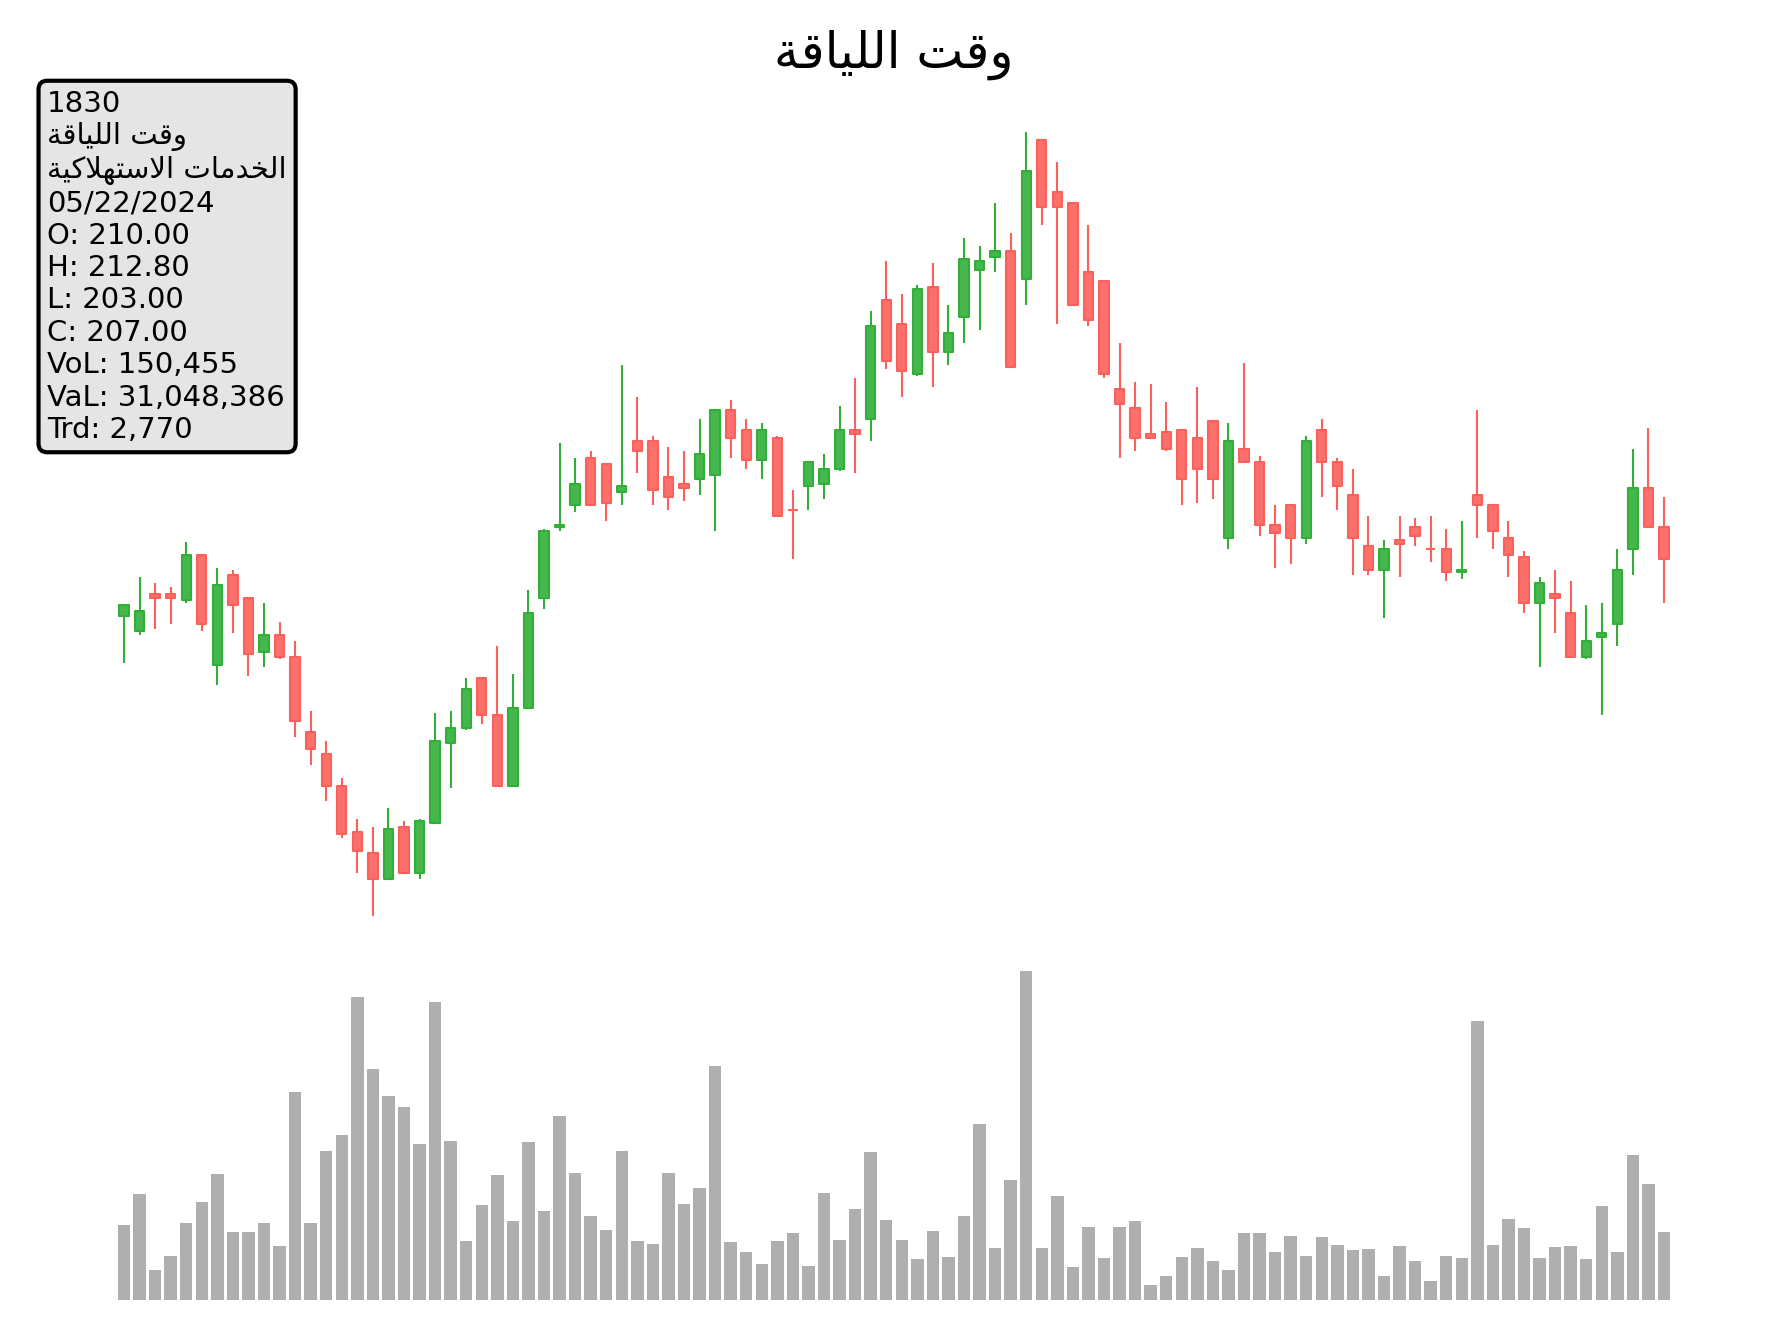 وقت اللياقة
1830
وقت اللياقة
الخدمات الاستهلاكية
05/22/2024
O: 210.00
H: 212.80
L: 203.00
C: 207.00
VoL: 150,455
VaL: 31,048,386
Trd: 2,770